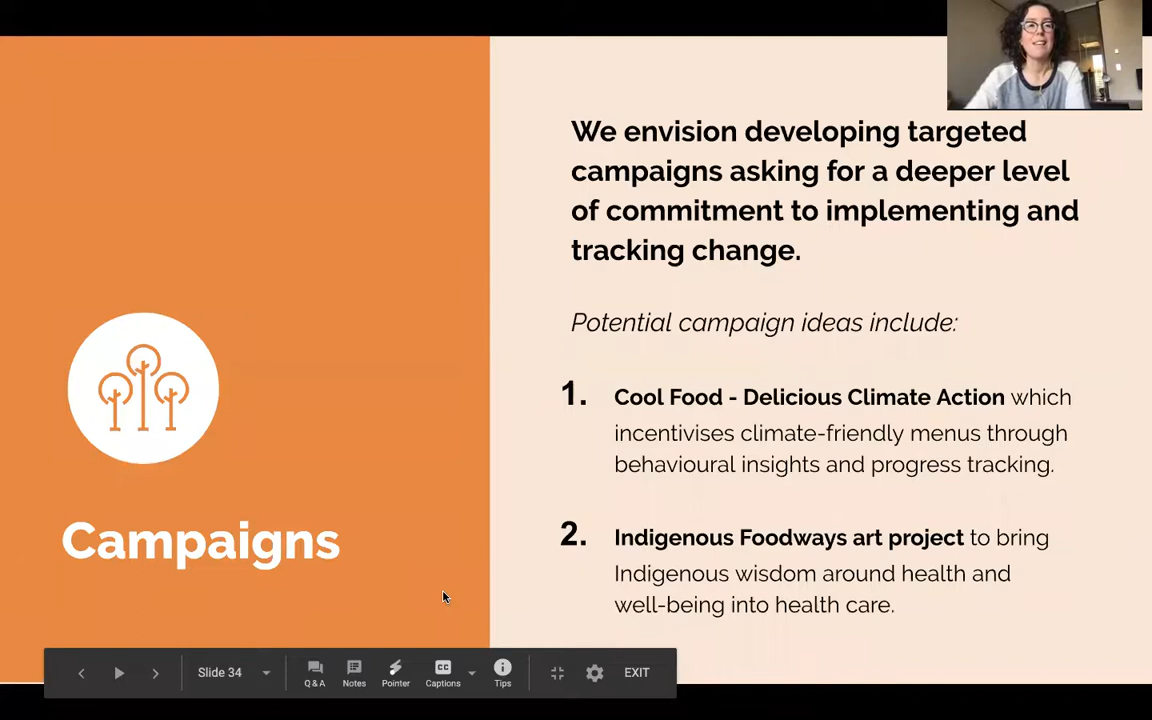 We envision developing targeted
campaigns asking for a deeper level
of commitment to implementing and
tracking change.
Potential campaign ideas include:
1. Cool Food - Delicious Climate Action which
incentivises climate-friendly menus through
behavioural insights and progress tracking.
2. Indigenous Foodways art project to bring
Indigenous wisdom around health and
well-being into health care.
Campaigns
Slide 34
Q & A
Notes
Pointer
CC
Captions
Tips
EXIT